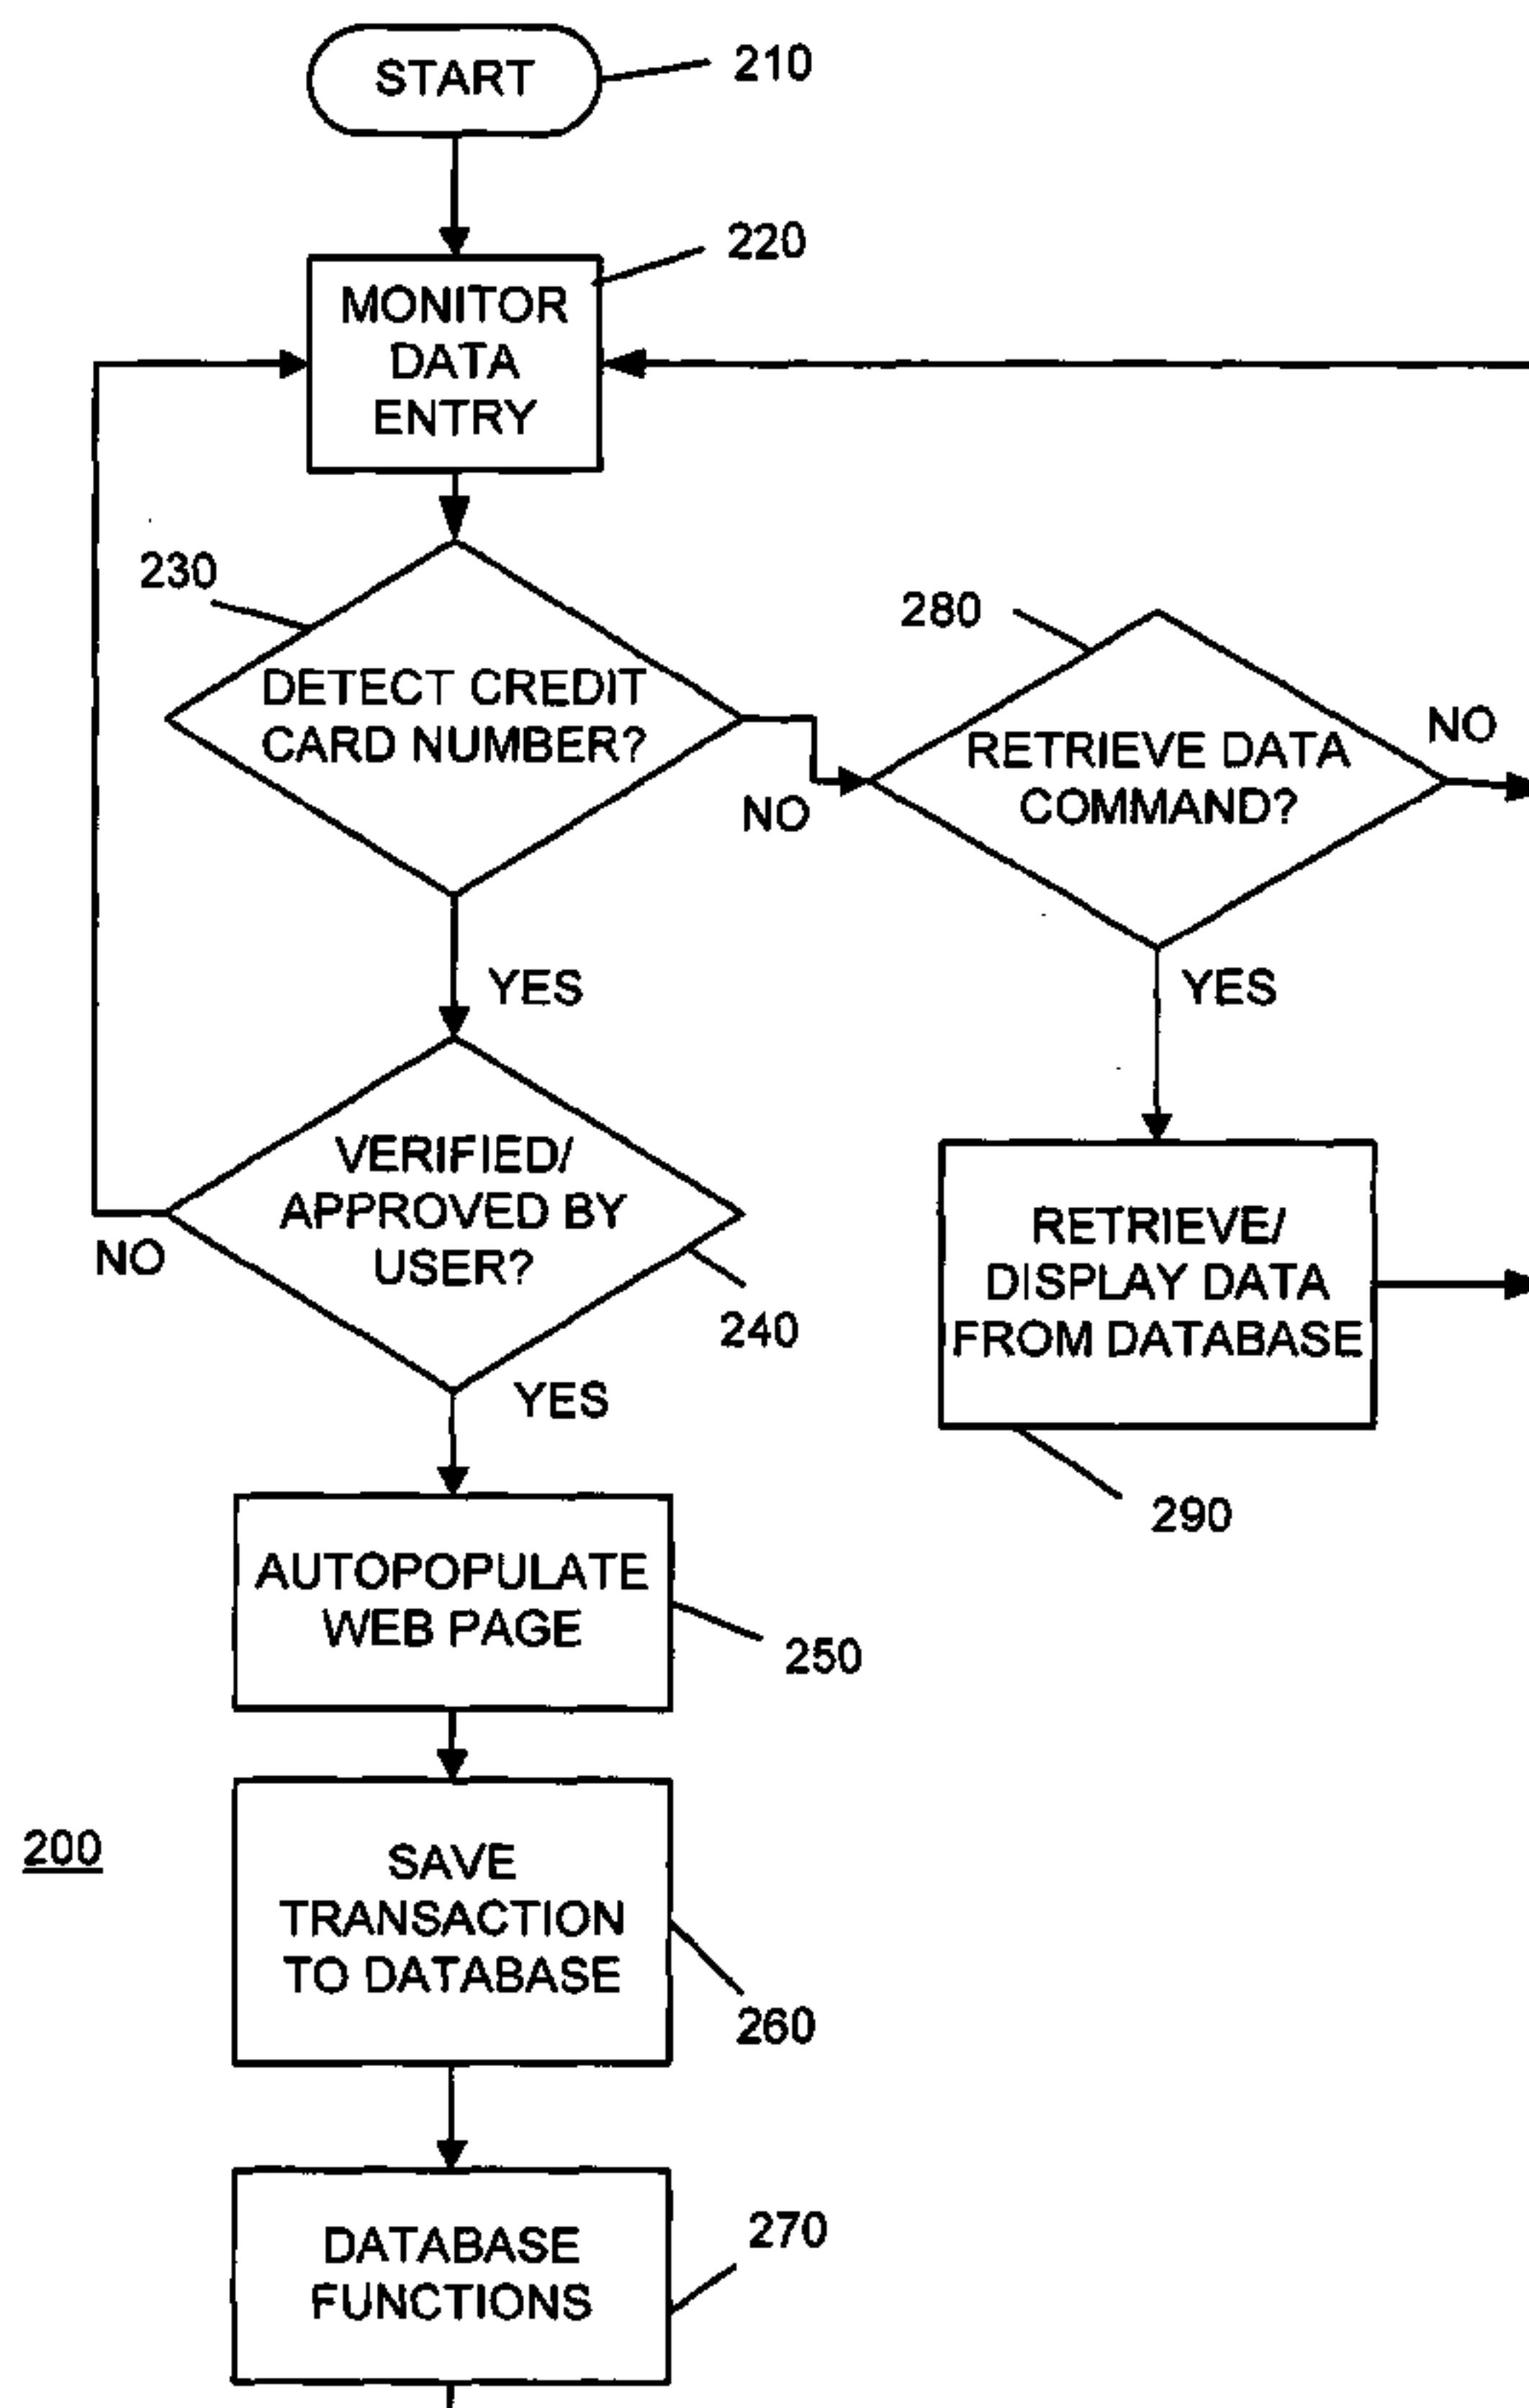 START
210
220
MONITOR
DATA
ENTRY
230
DETECT CREDIT
CARD NUMBER?
NO
280
RETRIEVE DATA
COMMAND?
NO
YES
YES
VERIFIED/
APPROVED BY
USER?
NO
240
YES
RETRIEVE/
DISPLAY DATA
FROM DATABASE
290
AUTOPOPULATE
WEB PAGE
250
200
SAVE
TRANSACTION
TO DATABASE
260
DATABASE
FUNCTIONS
270